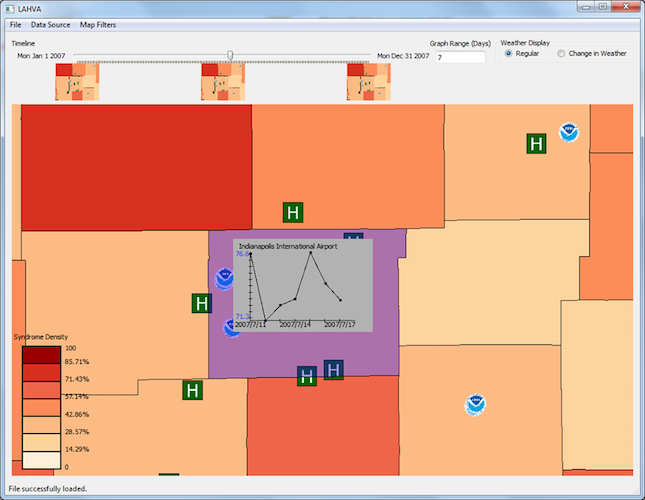 LAHVA
File Data Source Map Filters
Timeline
Mon Jan 1 2007
Mon Dec 31 2007
Graph Range (Days)
7
Weather Display
Regular
Change in Weather
H
H
H
Indianapolis International Airport
76.6
71.2
2007/7/11 2007/7/14 2007/7/17
H
H
H
H
Syndrome Density
100
85.71%
71.43%
57.14%
42.86%
28.57%
14.29%
0
File successfully loaded.